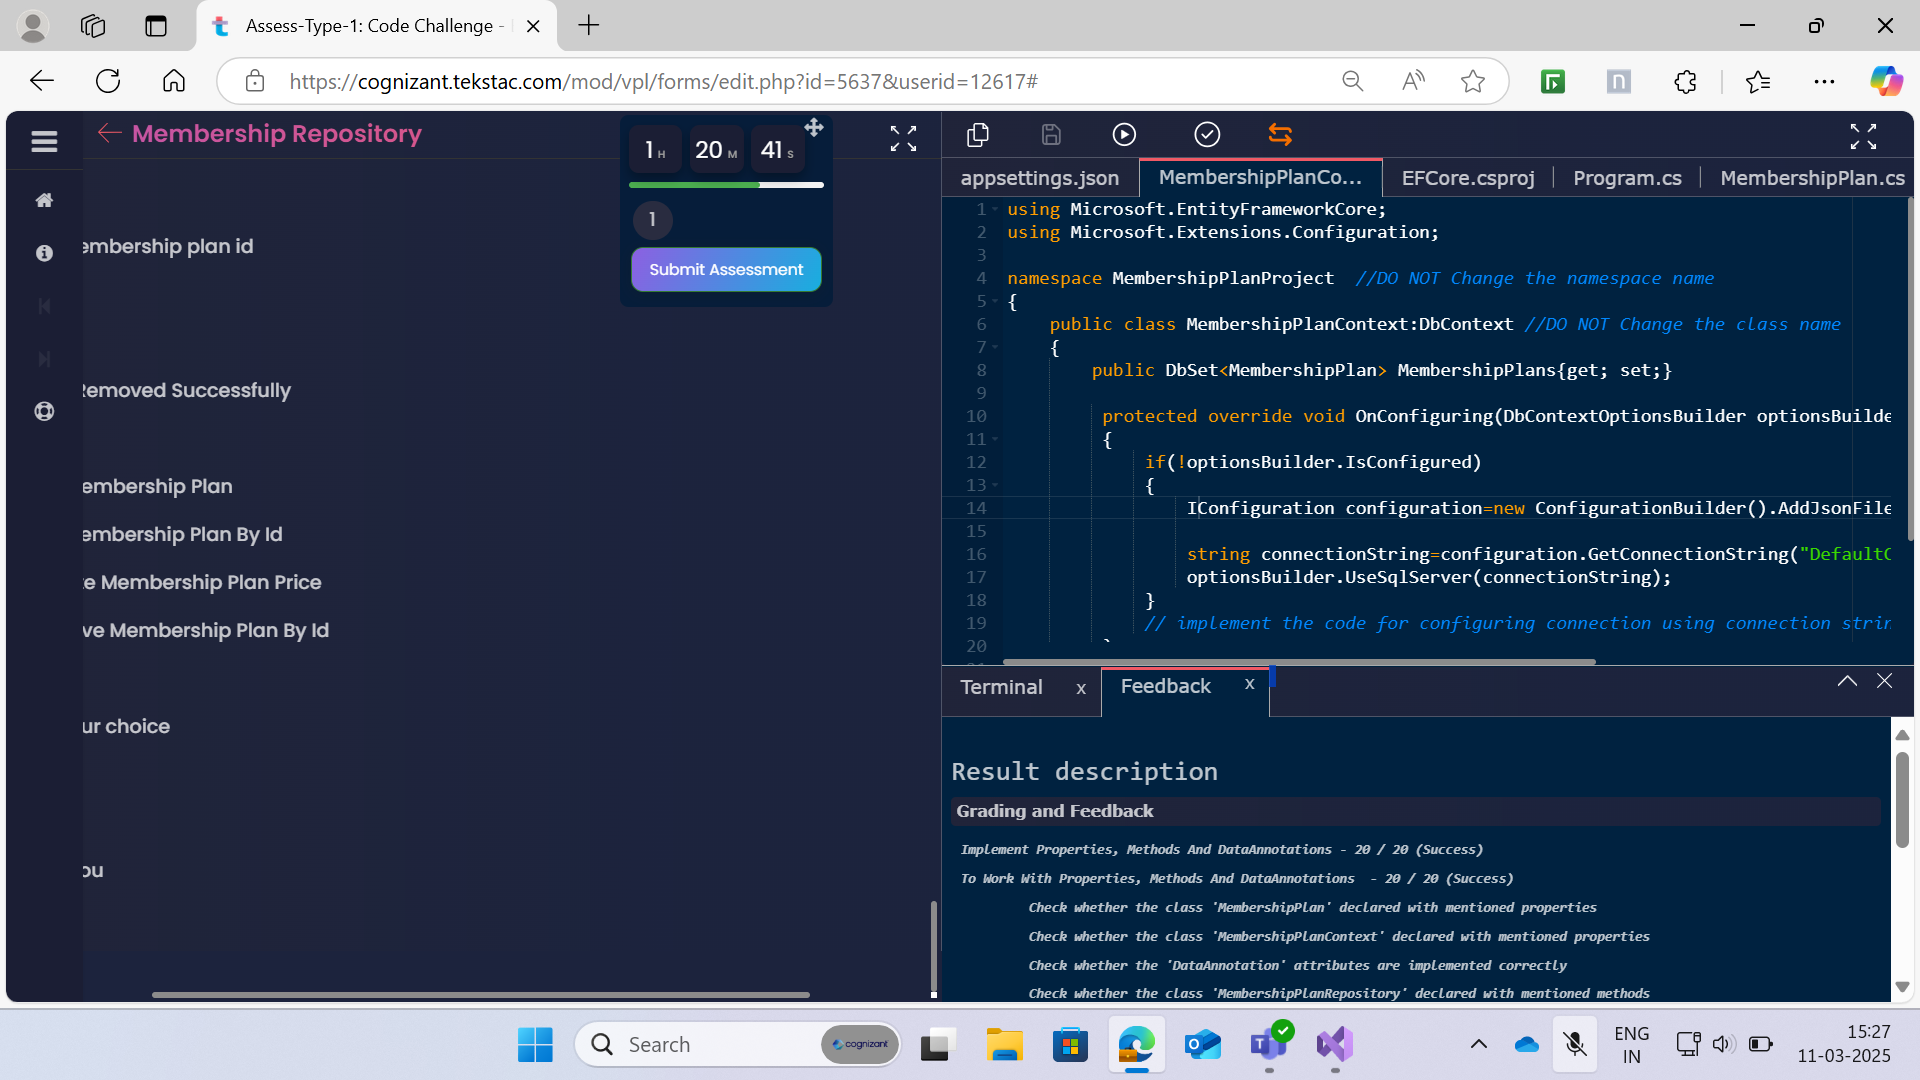 Assess-Type-1: Code Challenge -
https://cognizant.tekstac.com/mod/vpl/forms/edit.php?id=5637&userid=12617#
Membership Repository
1 H 20 M 41 S
1
Submit Assessment
embership plan id
Removed Successfully
embership Plan
embership Plan By Id
te Membership Plan Price
ve Membership Plan By Id
ur choice
ou
appsettings.json
MembershipPlanCo...
EFCore.csproj
Program.cs
MembershipPlan.cs
1 using Microsoft.EntityFrameworkCore;
2 using Microsoft.Extensions.Configuration;
3
4 namespace MembershipPlanProject //DO NOT Change the namespace name
5 {
6 public class MembershipPlanContext:DbContext //DO NOT Change the class name
7 {
8 public DbSet<MembershipPlan> MembershipPlans{get; set;}
9
10 protected override void OnConfiguring(DbContextOptionsBuilder optionsBuilde
11 {
12 if(!optionsBuilder.IsConfigured)
13 {
14 IConfiguration configuration=new ConfigurationBuilder().AddJsonFile
15
16 string connectionString=configuration.GetConnectionString("DefaultC
17 optionsBuilder.UseSqlServer(connectionString);
18 }
19 // implement the code for configuring connection using connection strin
20
Terminal x
Feedback x
Result description
Grading and Feedback
Implement Properties, Methods And DataAnnotations - 20 / 20 (Success)
To Work With Properties, Methods And DataAnnotations - 20 / 20 (Success)
Check whether the class 'MembershipPlan' declared with mentioned properties
Check whether the class 'MembershipPlanContext' declared with mentioned properties
Check whether the 'DataAnnotation' attributes are implemented correctly
Check whether the class 'MembershipPlanRepository' declared with mentioned methods
Search
cognizant
ENG
IN
15:27
11-03-2025